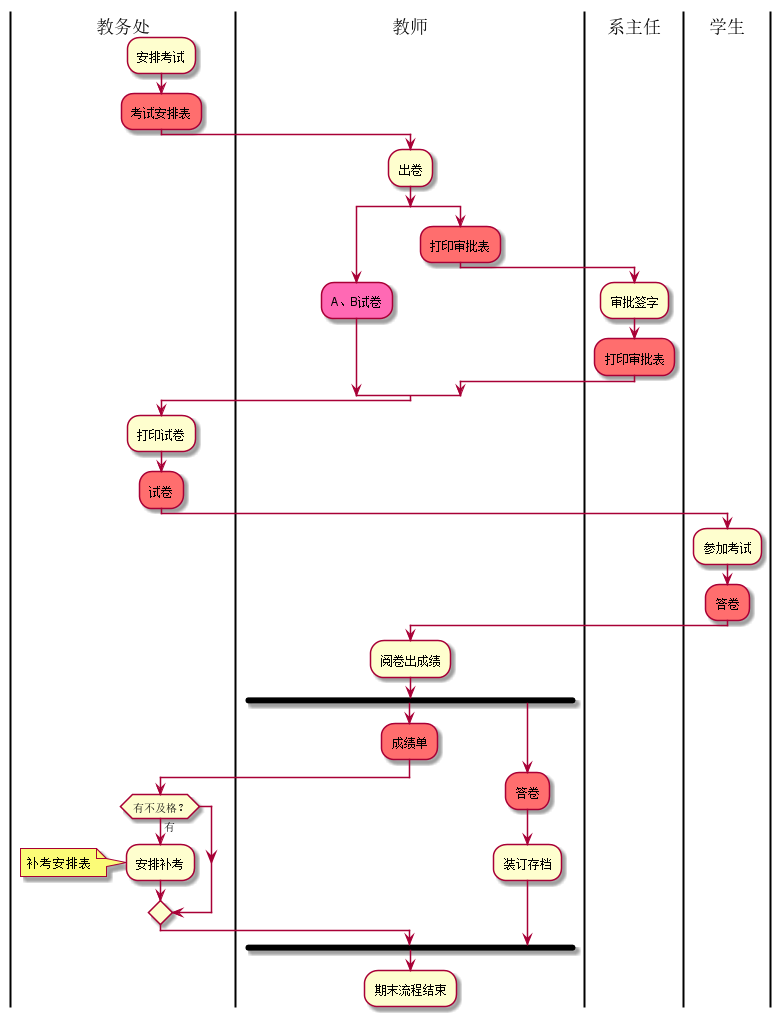 教务处
教师
系主任
学生
安排考试
考试安排表
出卷
打印审批表
A、B试卷
审批签字
打印审批表
打印试卷
试卷
参加考试
答卷
阅卷出成绩
成绩单
答卷
有不及格？
有
补考安排表
安排补考
装订存档
期末流程结束